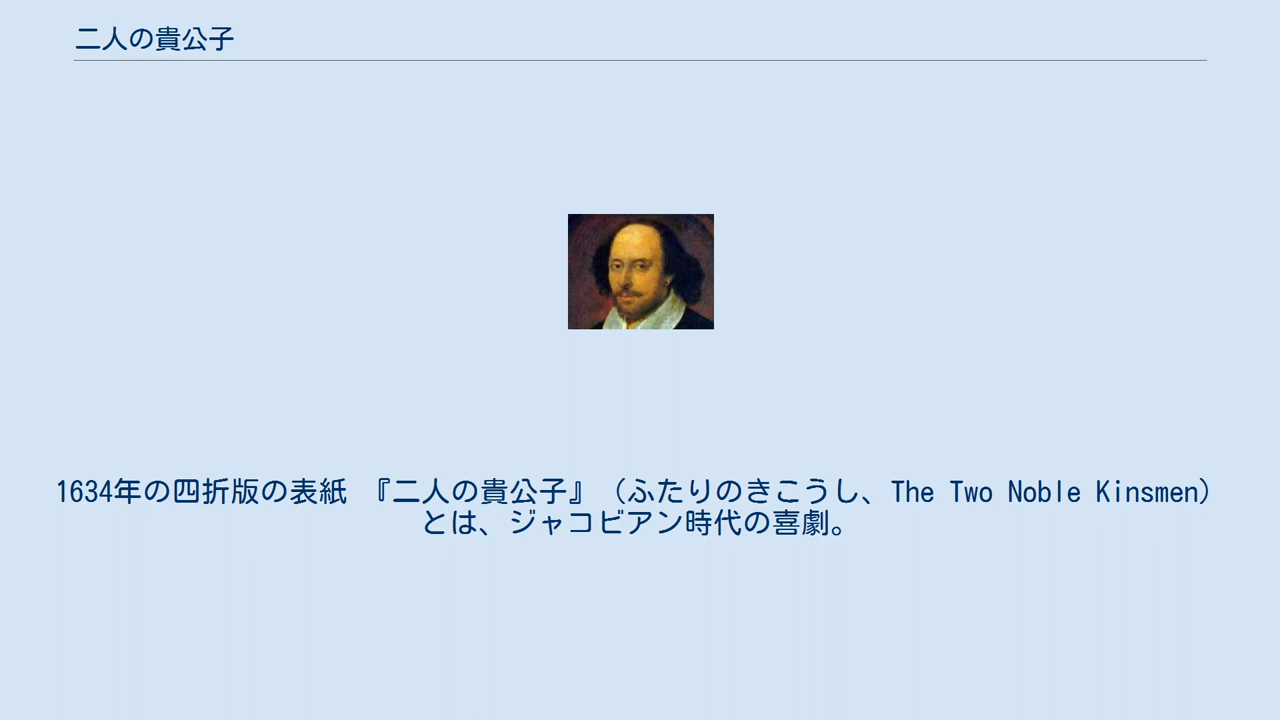 二人の貴公子
1634年の四折版の表紙 『二人の貴公子』（ふたりのきこうし、The Two Noble Kinsmen）
とは、ジャコビアン時代の喜劇。